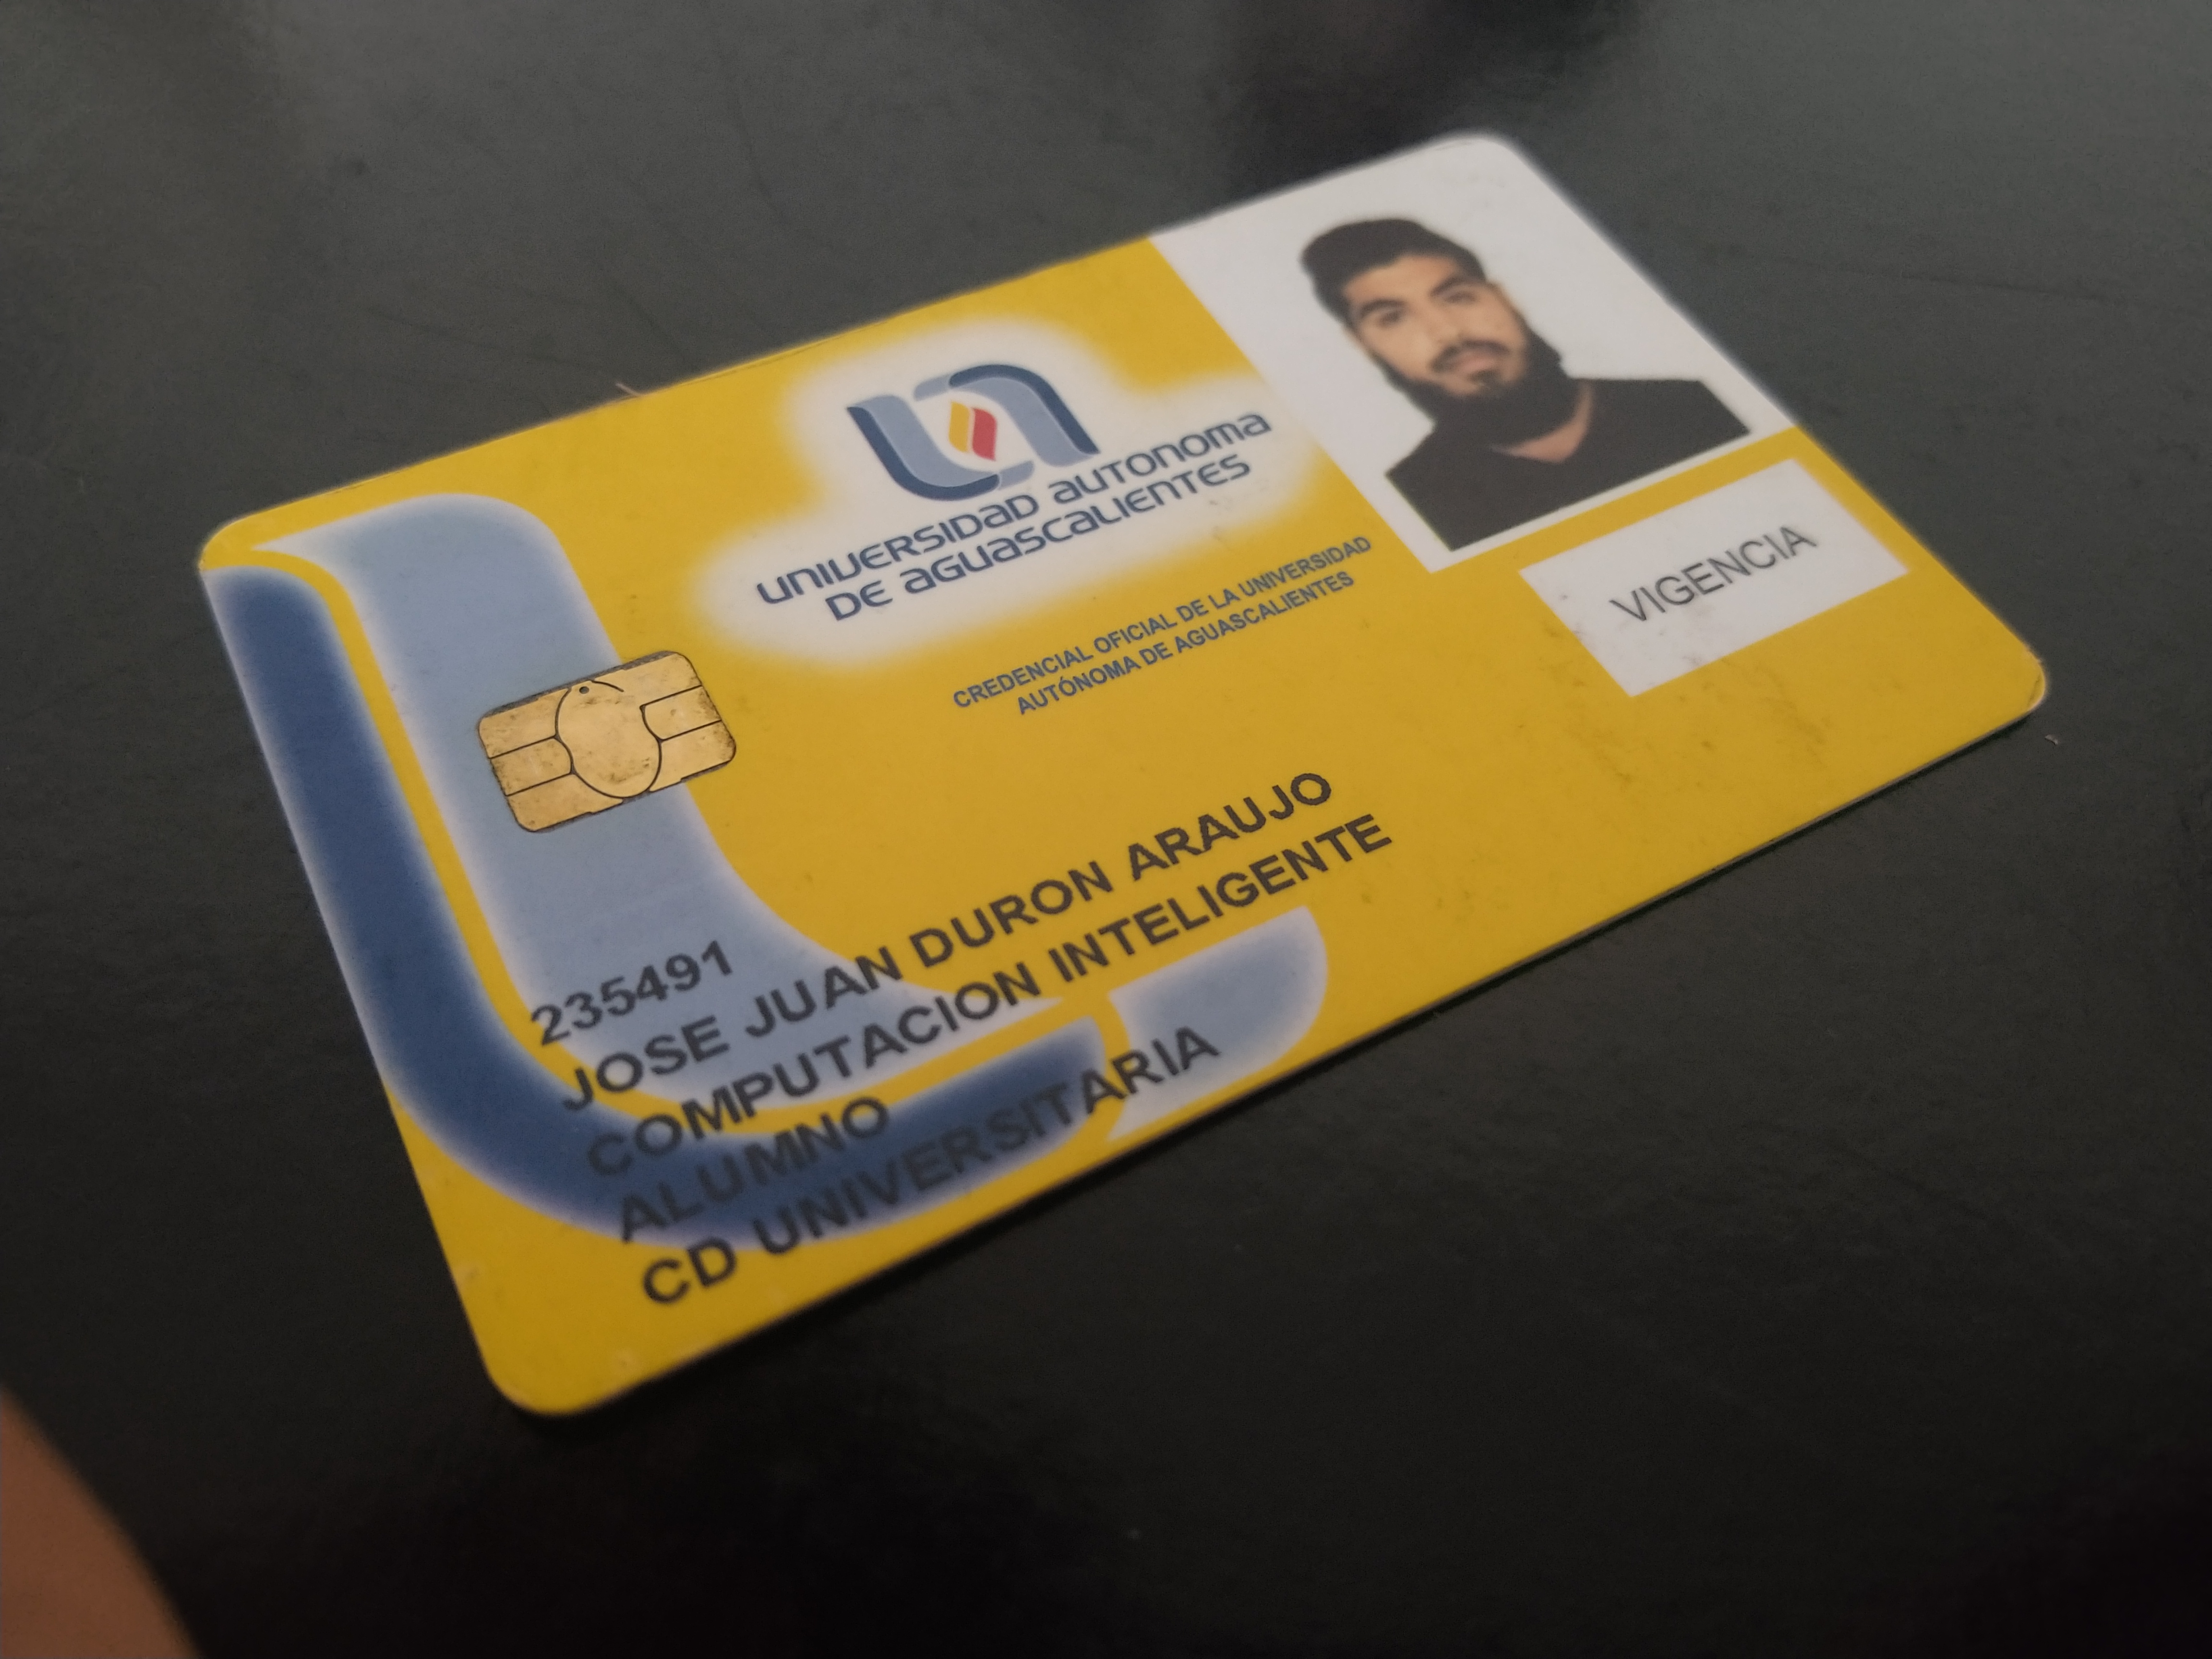 UNIVERSIDAD AUTONOMA
DE AGUASCALIENTES
CREDENCIAL OFICIAL DE LA UNIVERSIDAD
AUTÓNOMA DE AGUASCALIENTES
VIGENCIA
235491
JOSE JUAN DURON ARAUJO
COMPUTACION INTELIGENTE
ALUMNO
CD UNIVERSITARIA